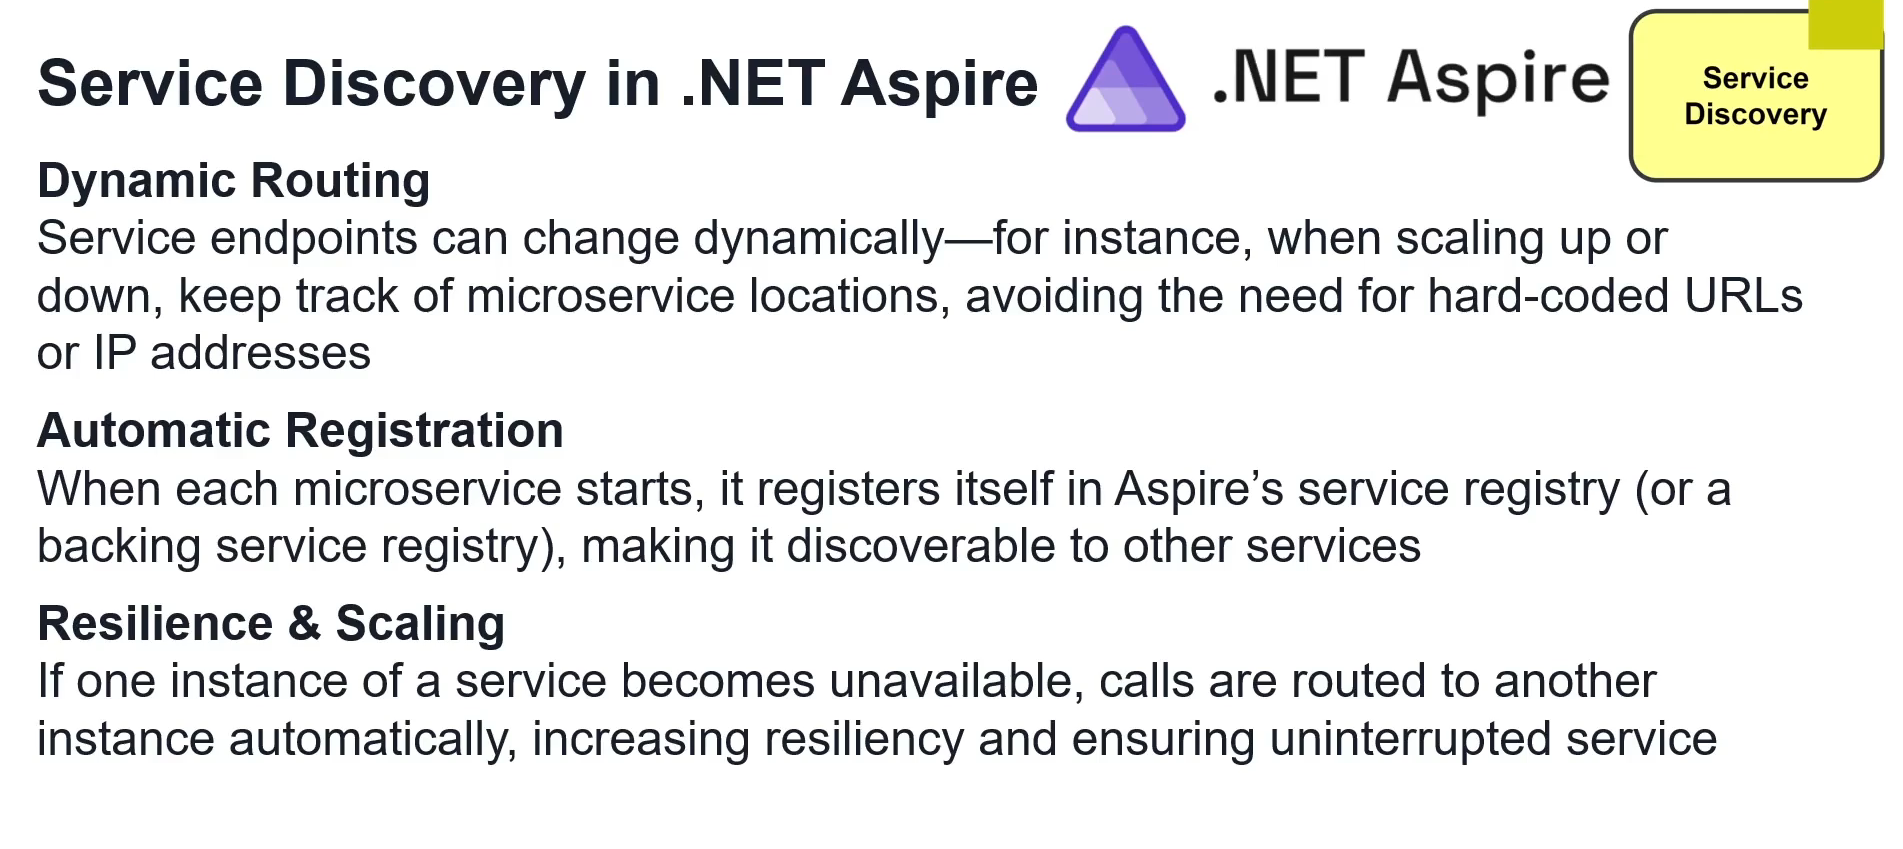 Service Discovery in .NET Aspire
.NET Aspire
Service
Discovery
Dynamic Routing
Service endpoints can change dynamically—for instance, when scaling up or
down, keep track of microservice locations, avoiding the need for hard-coded URLs
or IP addresses
Automatic Registration
When each microservice starts, it registers itself in Aspire’s service registry (or a
backing service registry), making it discoverable to other services
Resilience & Scaling
If one instance of a service becomes unavailable, calls are routed to another
instance automatically, increasing resiliency and ensuring uninterrupted service